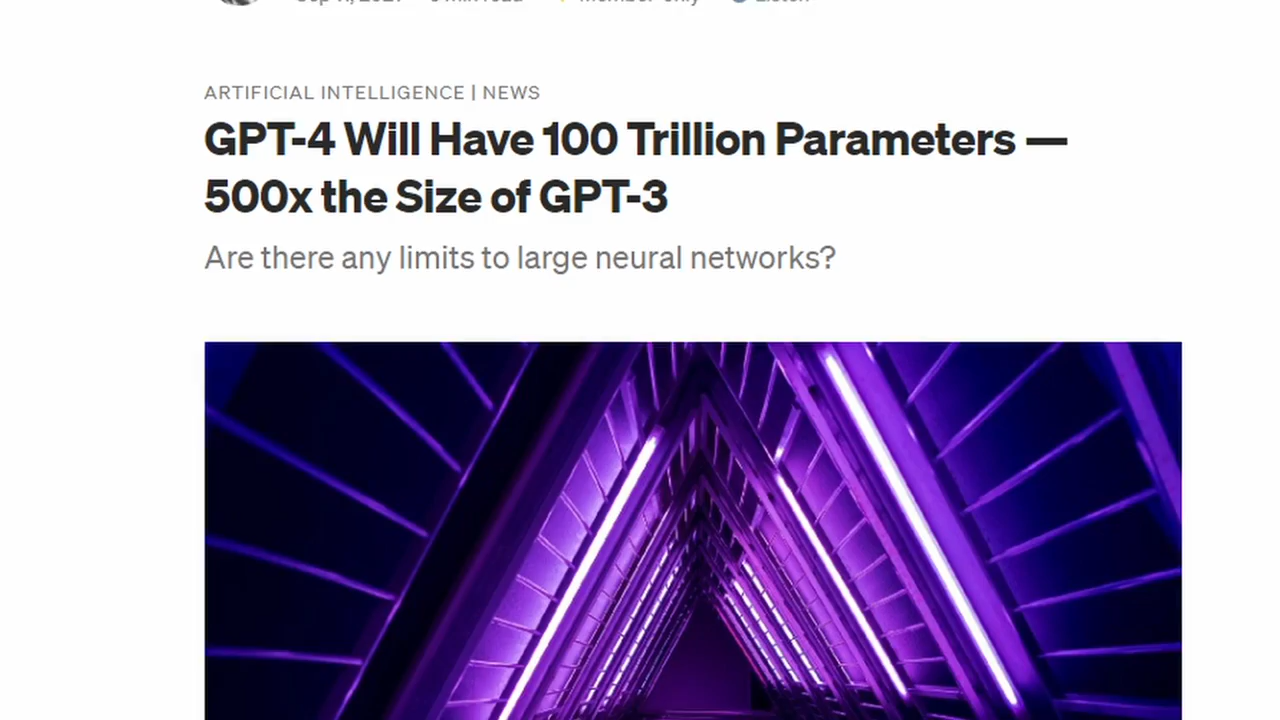 ARTIFICIAL INTELLIGENCE | NEWS
GPT-4 Will Have 100 Trillion Parameters —
500x the Size of GPT-3
Are there any limits to large neural networks?